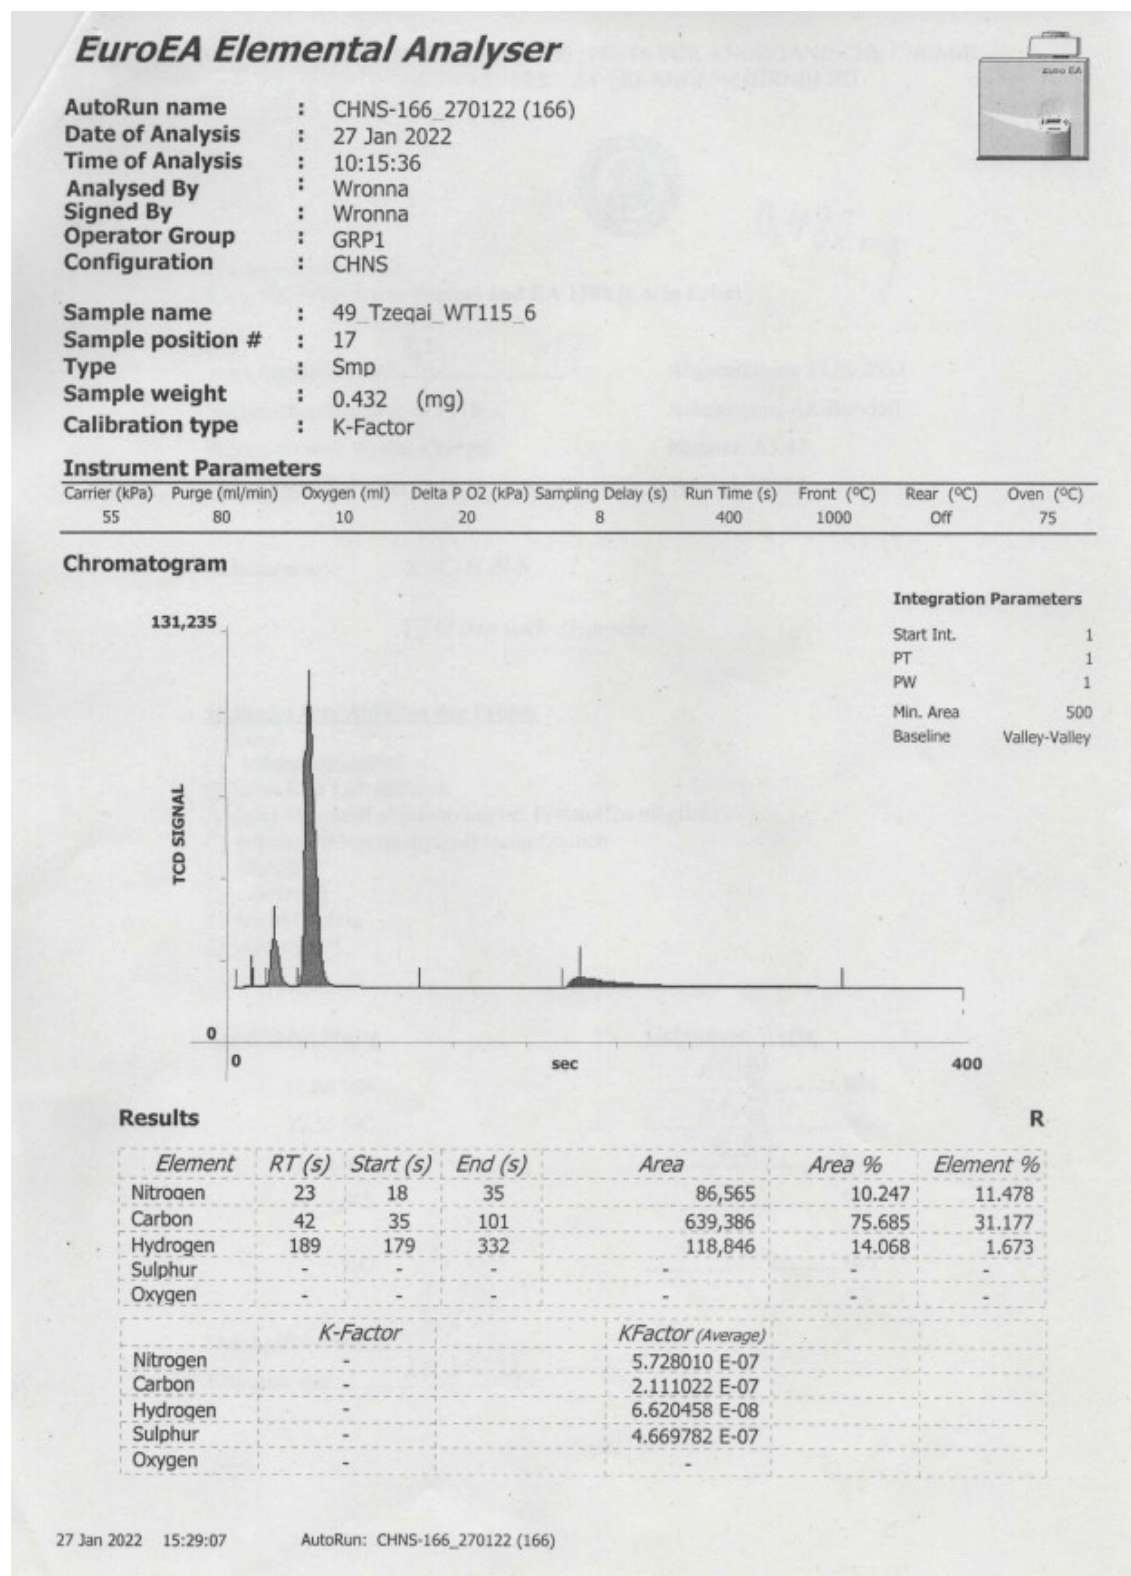 EuroEA Elemental Analyser
Euro EA
AutoRun name : CHNS-166_270122 (166)
Date of Analysis : 27 Jan 2022
Time of Analysis : 10:15:36
Analysed By : Wronna
Signed By : Wronna
Operator Group : GRP1
Configuration : CHNS
Sample name : 49_Tzeqai_WT115_6
Sample position # : 17
Type : Smp
Sample weight : 0.432 (mg)
Calibration type : K-Factor
Instrument Parameters
Carrier (kPa) Purge (ml/min) Oxygen (ml) Delta P O2 (kPa) Sampling Delay (s) Run Time (s) Front (ºC) Rear (ºC) Oven (ºC)
55 80 10 20 8 400 1000 Off 75
Chromatogram
Integration Parameters
Start Int. 1
PT 1
PW 1
Min. Area 500
Baseline Valley-Valley
131,235
TCD SIGNAL
0
0 sec 400
Results R
Element RT (s) Start (s) End (s) Area Area % Element %
Nitrogen 23 18 35 86,565 10.247 11.478
Carbon 42 35 101 639,386 75.685 31.177
Hydrogen 189 179 332 118,846 14.068 1.673
Sulphur - - - - - -
Oxygen - - - - - -
K-Factor KFactor (Average)
Nitrogen - 5.728010 E-07
Carbon - 2.111022 E-07
Hydrogen - 6.620458 E-08
Sulphur - 4.669782 E-07
Oxygen - -
27 Jan 2022 15:29:07 AutoRun: CHNS-166_270122 (166)